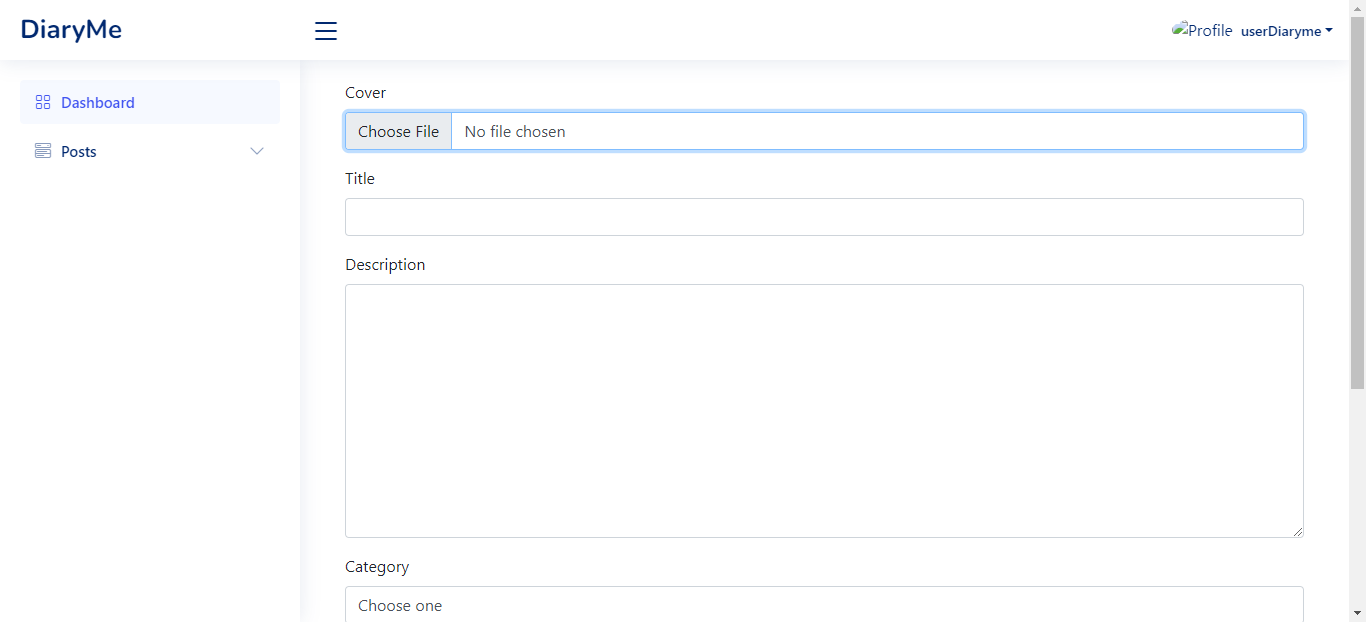 DiaryMe
Profile userDiaryme
Dashboard
Posts
Cover
Choose File No file chosen
Title
Description
Category
Choose one